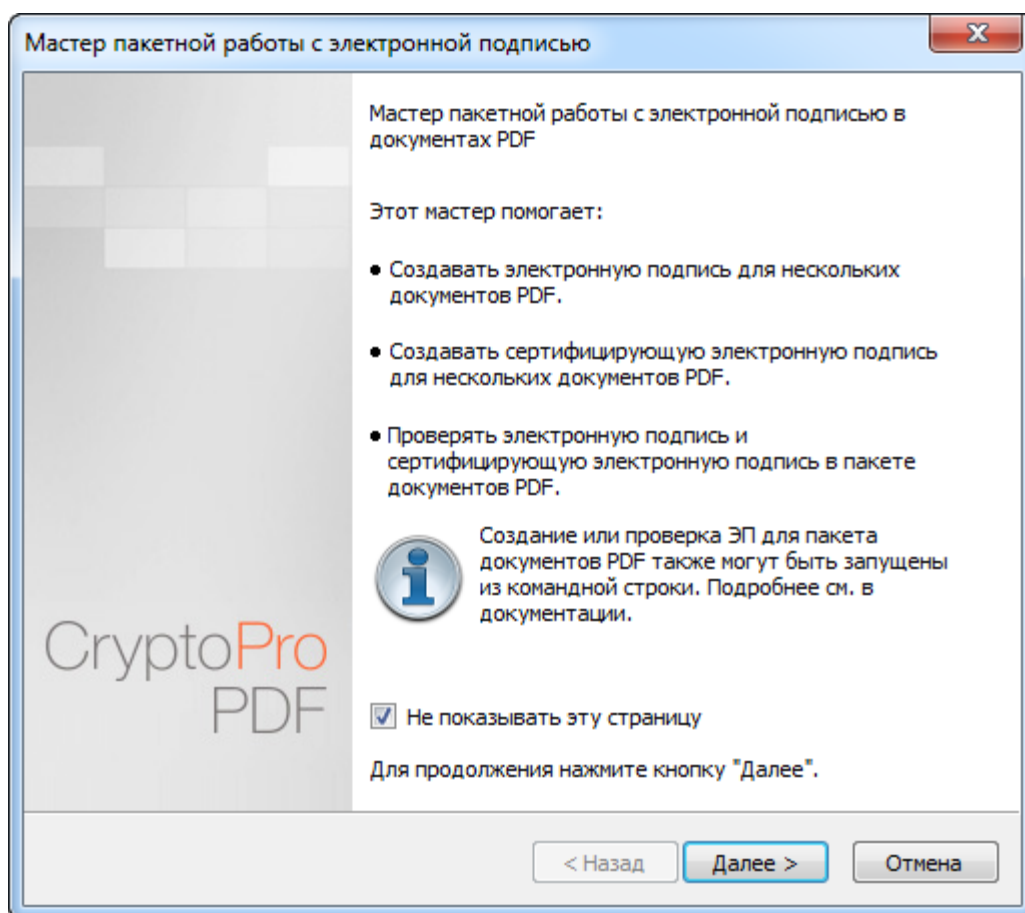 Мастер пакетной работы с электронной подписью
Мастер пакетной работы с электронной подписью в
документах PDF
Этот мастер помогает:
• Создавать электронную подпись для нескольких
документов PDF.
• Создавать сертифицирующую электронную подпись
для нескольких документов PDF.
• Проверять электронную подпись и
сертифицирующую электронную подпись в пакете
документов PDF.
Создание или проверка ЭП для пакета
документов PDF также могут быть запущены
из командной строки. Подробнее см. в
документации.
CryptoPro
PDF
Не показывать эту страницу
Для продолжения нажмите кнопку "Далее".
< Назад Далее > Отмена